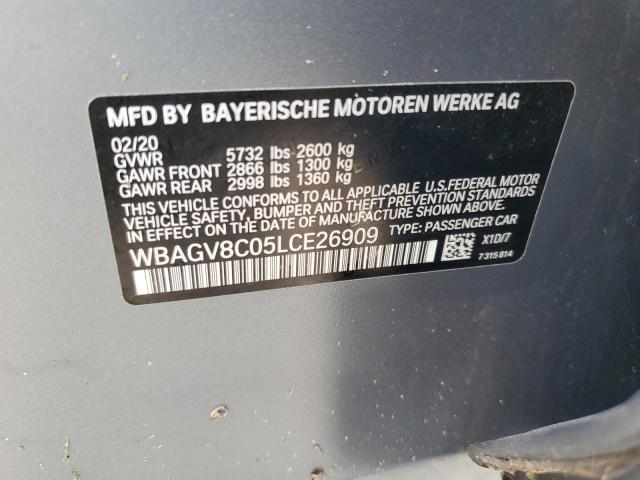 MFD BY BAYERISCHE MOTOREN WERKE AG
02/20
GVWR 5732 lbs 2600 kg
GAWR FRONT 2866 lbs 1300 kg
GAWR REAR 2998 lbs 1360 kg
THIS VEHICLE CONFORMS TO ALL APPLICABLE U.S.FEDERAL MOTOR
VEHICLE SAFETY, BUMPER, AND THEFT PREVENTION STANDARDS
IN EFFECT ON THE DATE OF MANUFACTURE SHOWN ABOVE.
WBAGV8C05LCE26909 TYPE: PASSENGER CAR
X1D/7
7315814